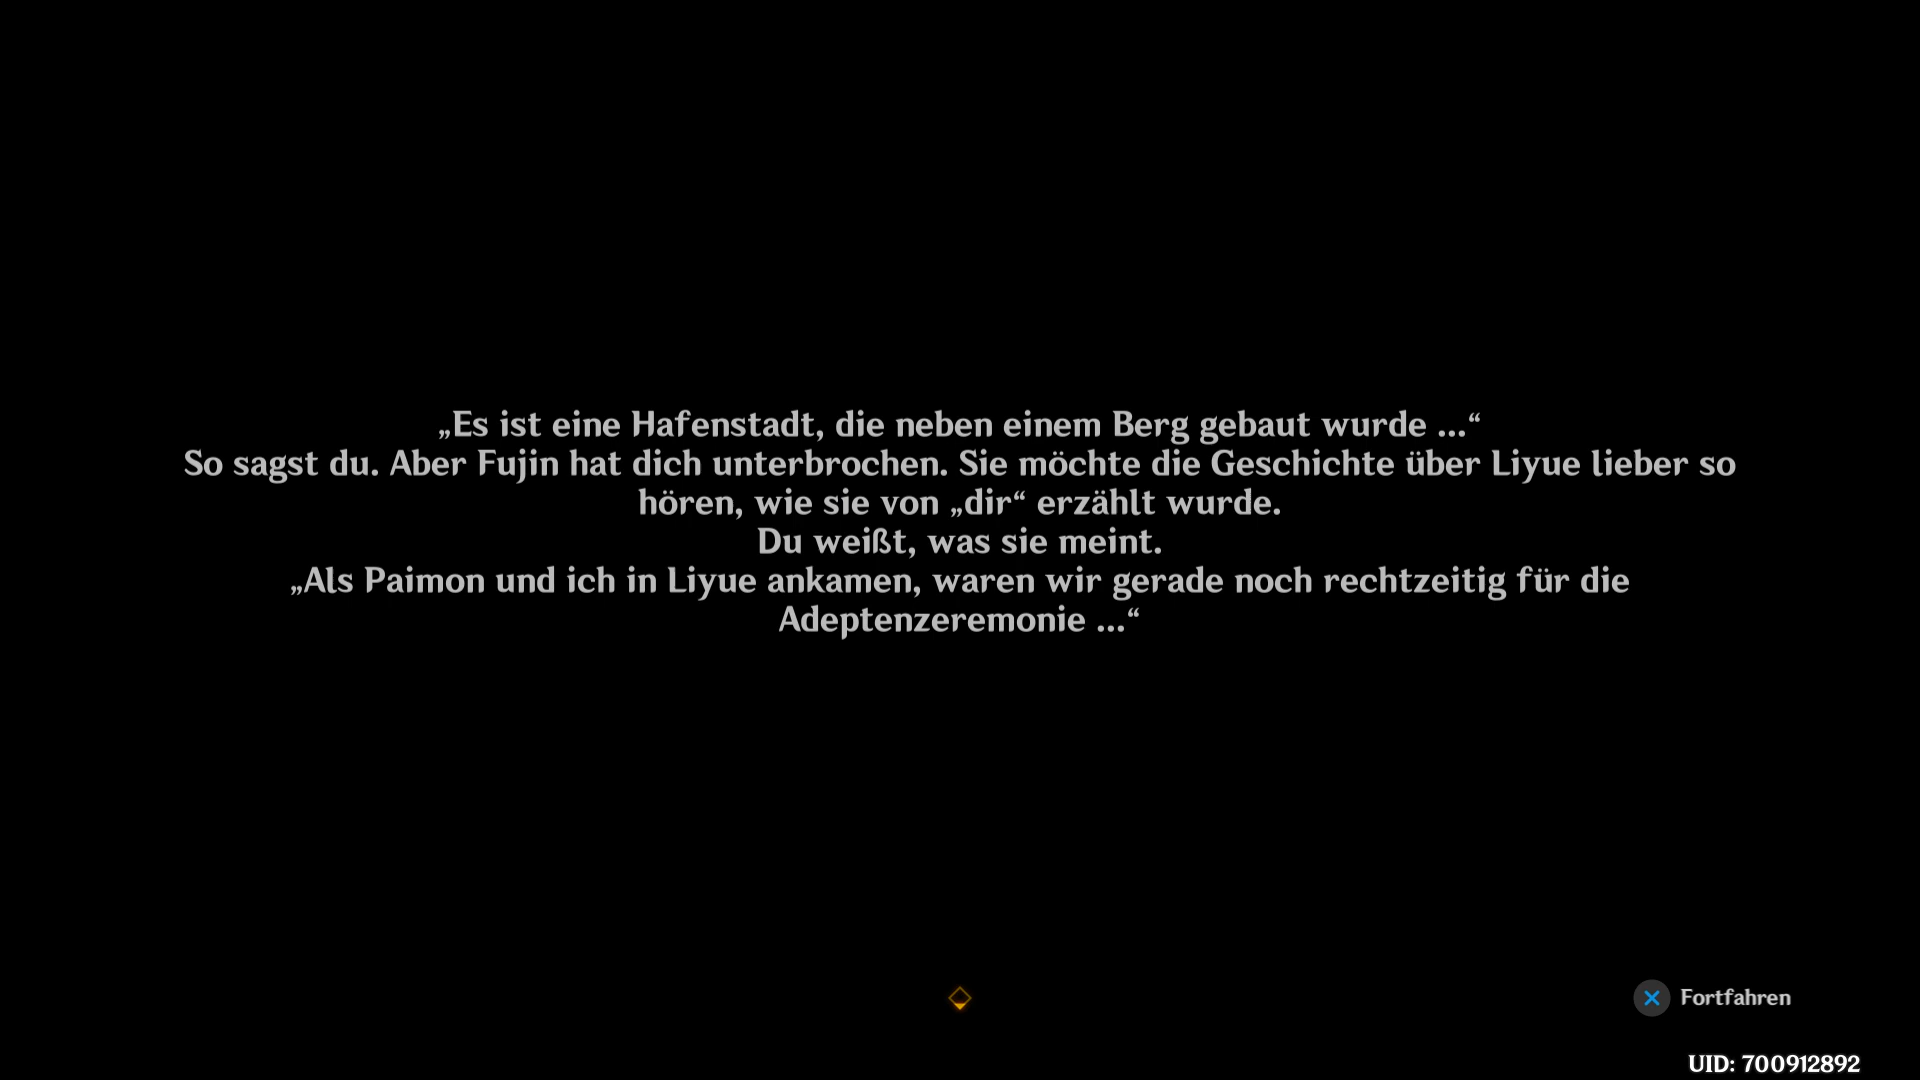 „Es ist eine Hafenstadt, die neben einem Berg gebaut wurde ...“
So sagst du. Aber Fujin hat dich unterbrochen. Sie möchte die Geschichte über Liyue lieber so
hören, wie sie von „dir“ erzählt wurde.
Du weißt, was sie meint.
„Als Paimon und ich in Liyue ankamen, waren wir gerade noch rechtzeitig für die
Adeptenzeremonie ...“
Fortfahren
UID: 700912892